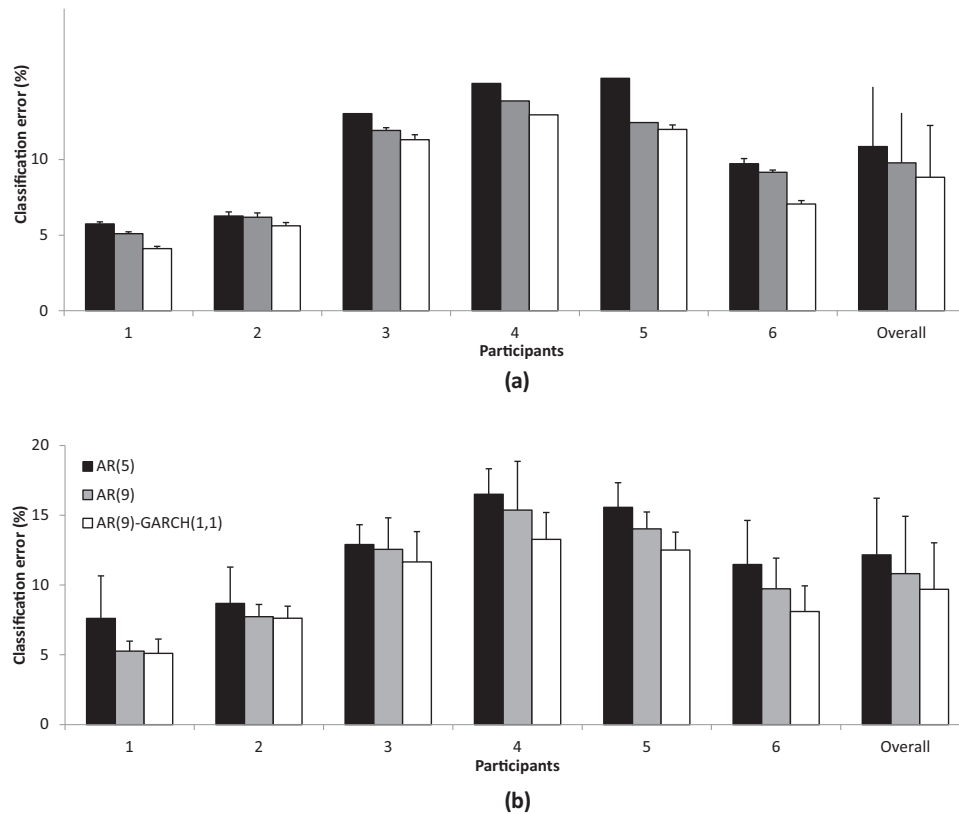 Classification error (%)
10
5
0
1 2 3 4 5 6 Overall
Participants
(a)
Classification error (%)
20
15
10
5
0
AR(5)
AR(9)
AR(9)-GARCH(1,1)
1 2 3 4 5 6 Overall
Participants
(b)